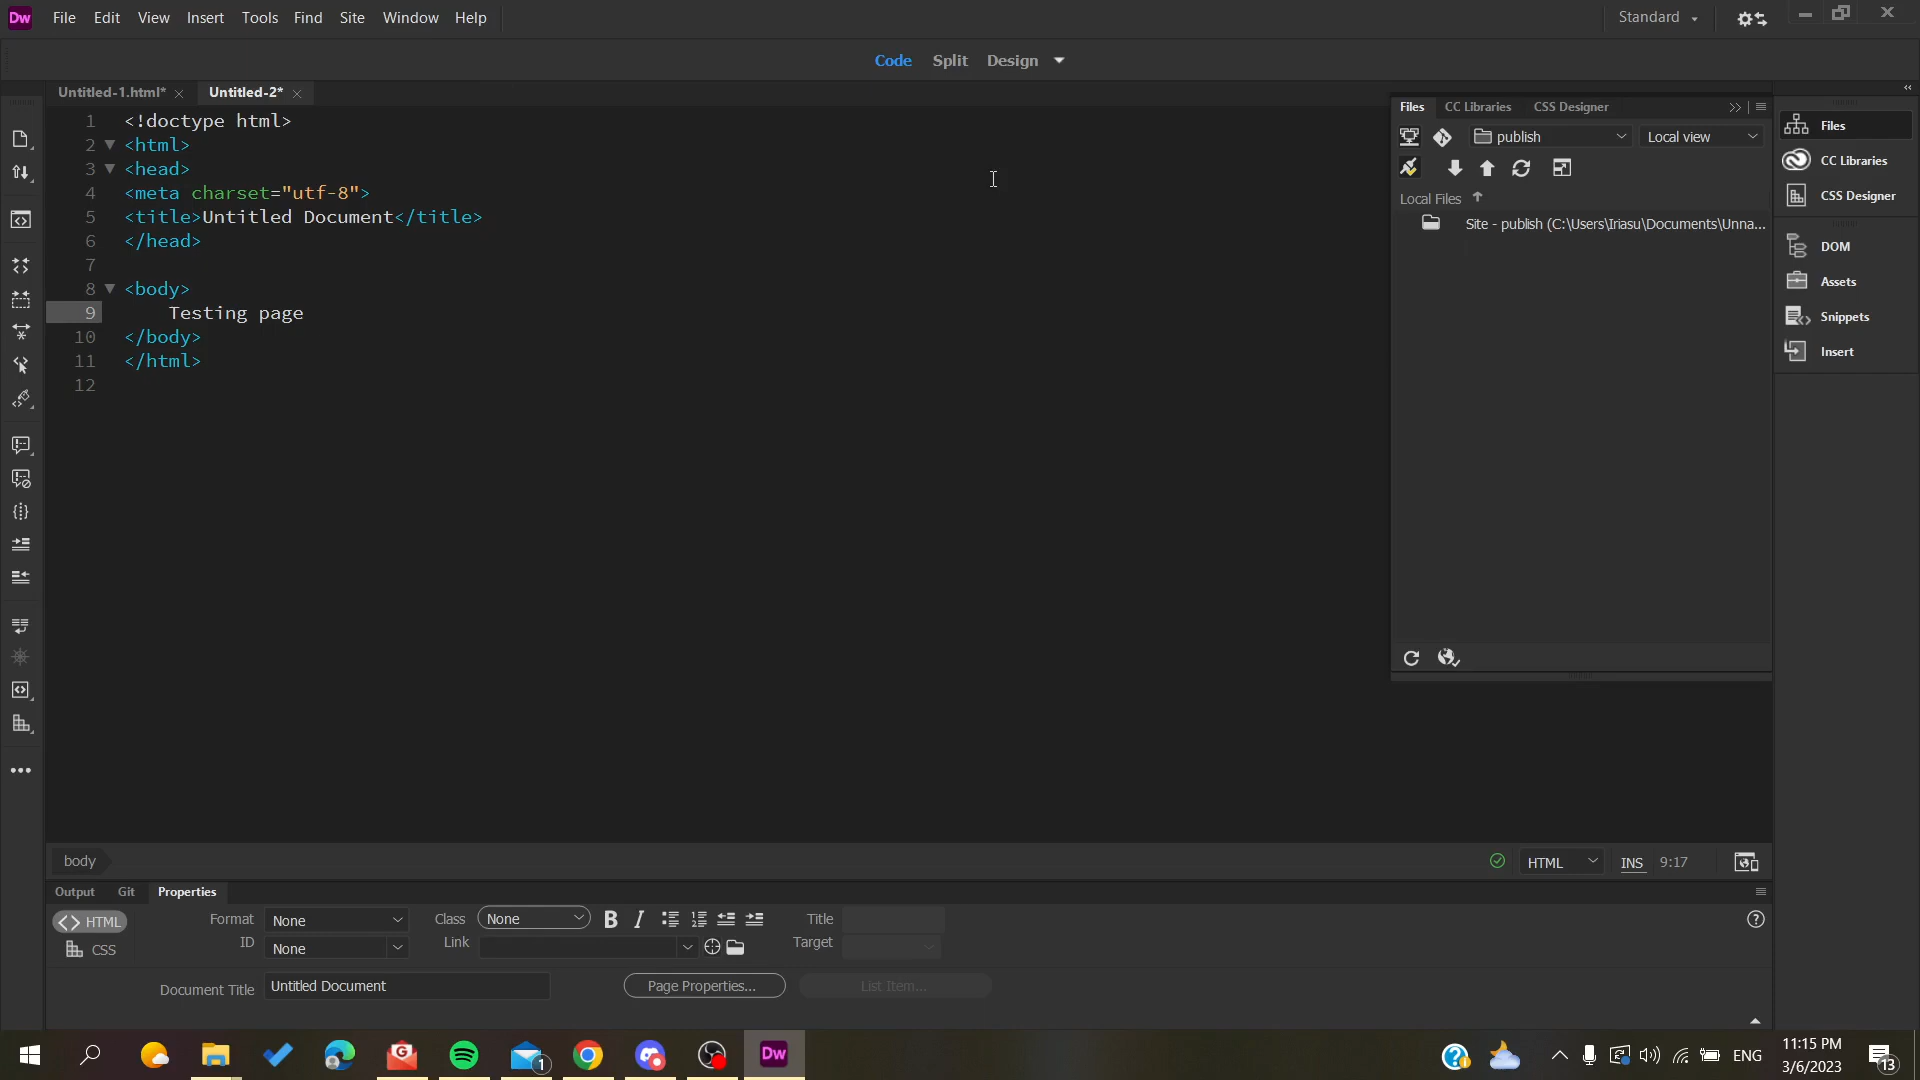 Dw File Edit View Insert Tools Find Site Window Help Standard
Code Split Design
Untitled-1.html* Untitled-2*
1 <!doctype html>
2 <html>
3 <head>
4 <meta charset="utf-8">
5 <title>Untitled Document</title>
6 </head>
7
8 <body>
9 Testing page
10 </body>
11 </html>
12
Files CC Libraries CSS Designer
publish Local view
Local Files
Site - publish (C:\Users\Iriasu\Documents\Unna...
Files
CC Libraries
CSS Designer
DOM
Assets
Snippets
Insert
body HTML INS 9:17
Output Git Properties
HTML Format None Class None B I Title
CSS ID None Link Target
Document Title Untitled Document Page Properties... List Item...
1 Dw ENG 11:15 PM
3/6/2023 13